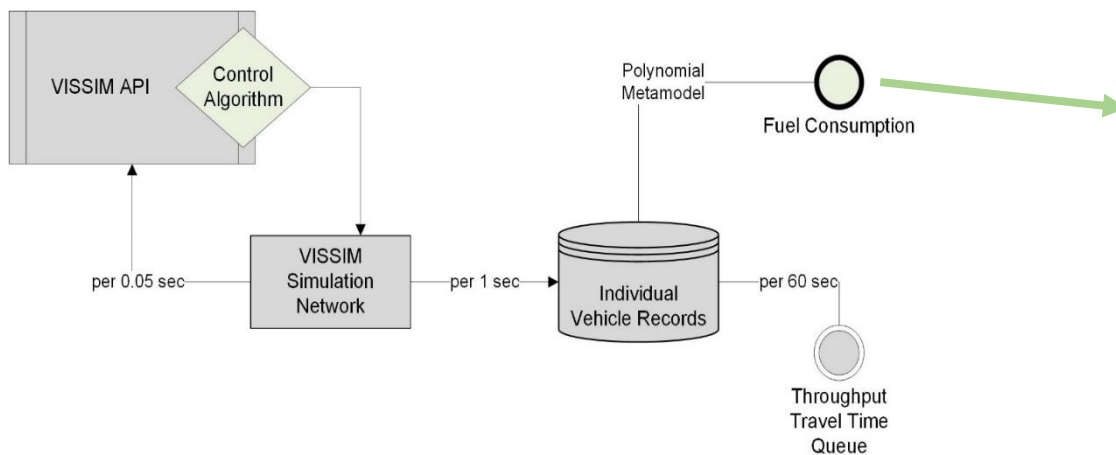 VISSIM API
Control
Algorithm
Polynomial
Metamodel
Fuel Consumption
VISSIM
Simulation
Network
per 0.05 sec
per 1 sec
Individual
Vehicle Records
per 60 sec
Throughput
Travel Time
Queue